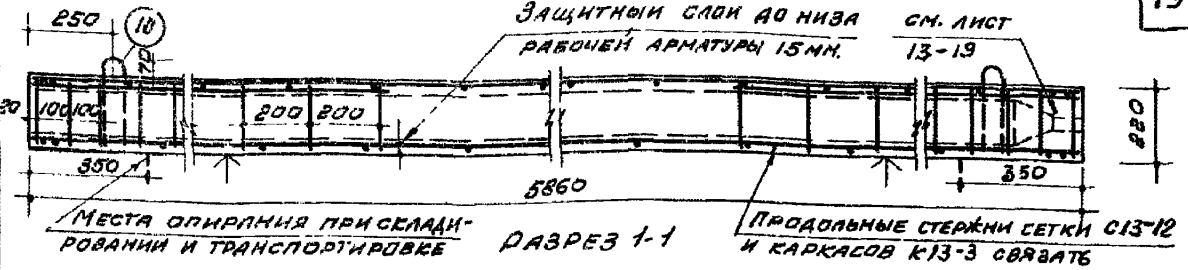 ЗАЩИТНЫЙ СЛОЙ ДО НИЗА
РАБОЧЕЙ АРМАТУРЫ 15 ММ.
СМ. ЛИСТ
13-19
250
10
70
20
100 100
200 200
220
350
350
5860
МЕСТА ОПИРАНИЯ ПРИ СКЛАДИ-
РОВАНИИ И ТРАНСПОРТИРОВКЕ
РАЗРЕЗ 1-1
ПРОДОЛЬНЫЕ СТЕРЖНИ СЕТКИ С13-12
И КАРКАСОВ К13-3 СВЯЗАТЬ